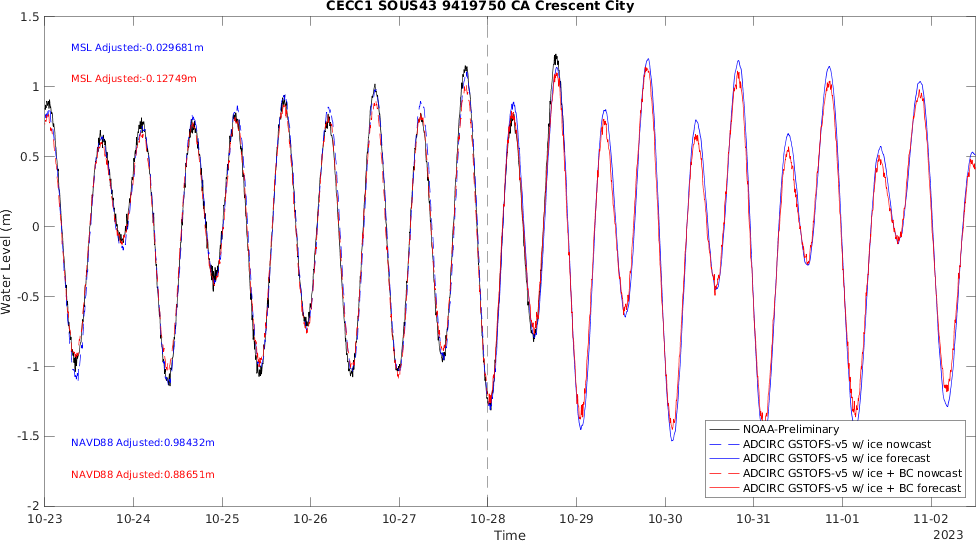 CECC1 SOUS43 9419750 CA Crescent City
1.5
1
0.5
0
-0.5
-1
-1.5
-2
Water Level (m)
MSL Adjusted:-0.029681m
MSL Adjusted:-0.12749m
NAVD88 Adjusted:0.98432m
NAVD88 Adjusted:0.88651m
NOAA-Preliminary
ADCIRC GSTOFS-v5 w/ ice nowcast
ADCIRC GSTOFS-v5 w/ ice forecast
ADCIRC GSTOFS-v5 w/ ice + BC nowcast
ADCIRC GSTOFS-v5 w/ ice + BC forecast
10-23 10-24 10-25 10-26 10-27 10-28 10-29 10-30 10-31 11-01 11-02
Time
2023